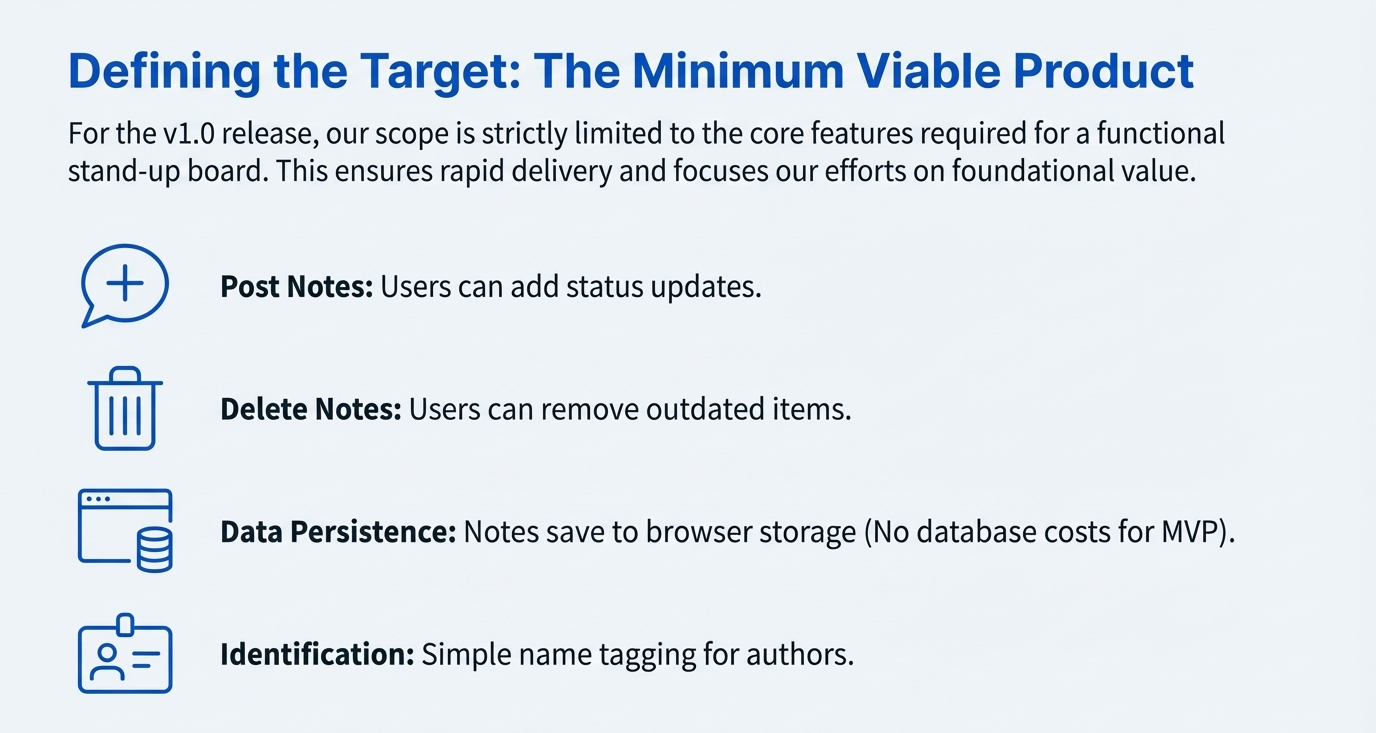 Defining the Target: The Minimum Viable Product
For the v1.0 release, our scope is strictly limited to the core features required for a functional
stand-up board. This ensures rapid delivery and focuses our efforts on foundational value.
Post Notes: Users can add status updates.
Delete Notes: Users can remove outdated items.
Data Persistence: Notes save to browser storage (No database costs for MVP).
Identification: Simple name tagging for authors.